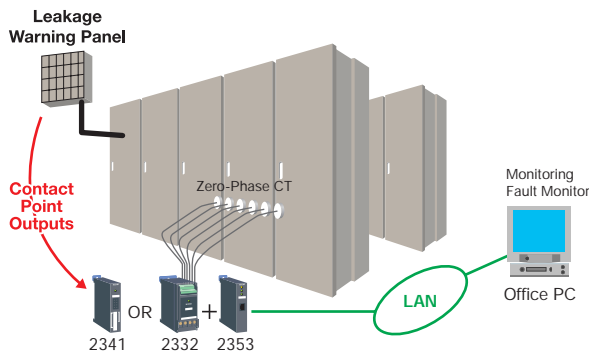 Leakage
Warning Panel
Zero-Phase CT
Contact
Point
Outputs
Monitoring
Fault Monitor
Office PC
LAN
OR
+
2341
2332
2353